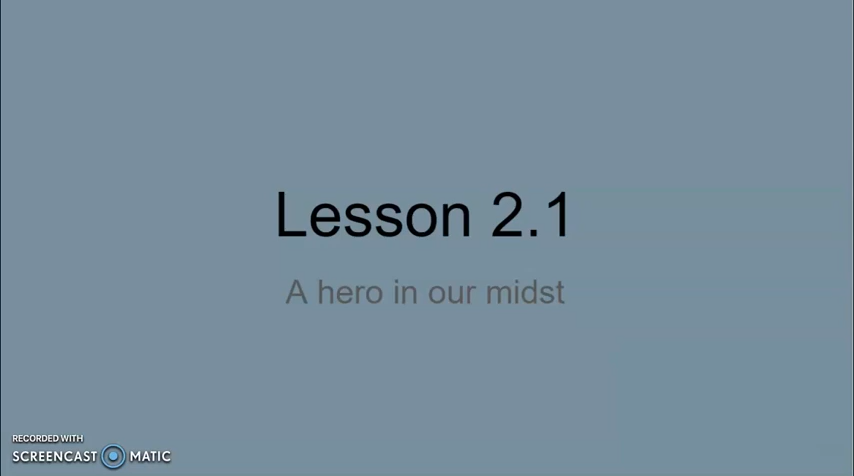 Lesson 2.1
A hero in our midst
RECORDED WITH
SCREENCAST MATIC